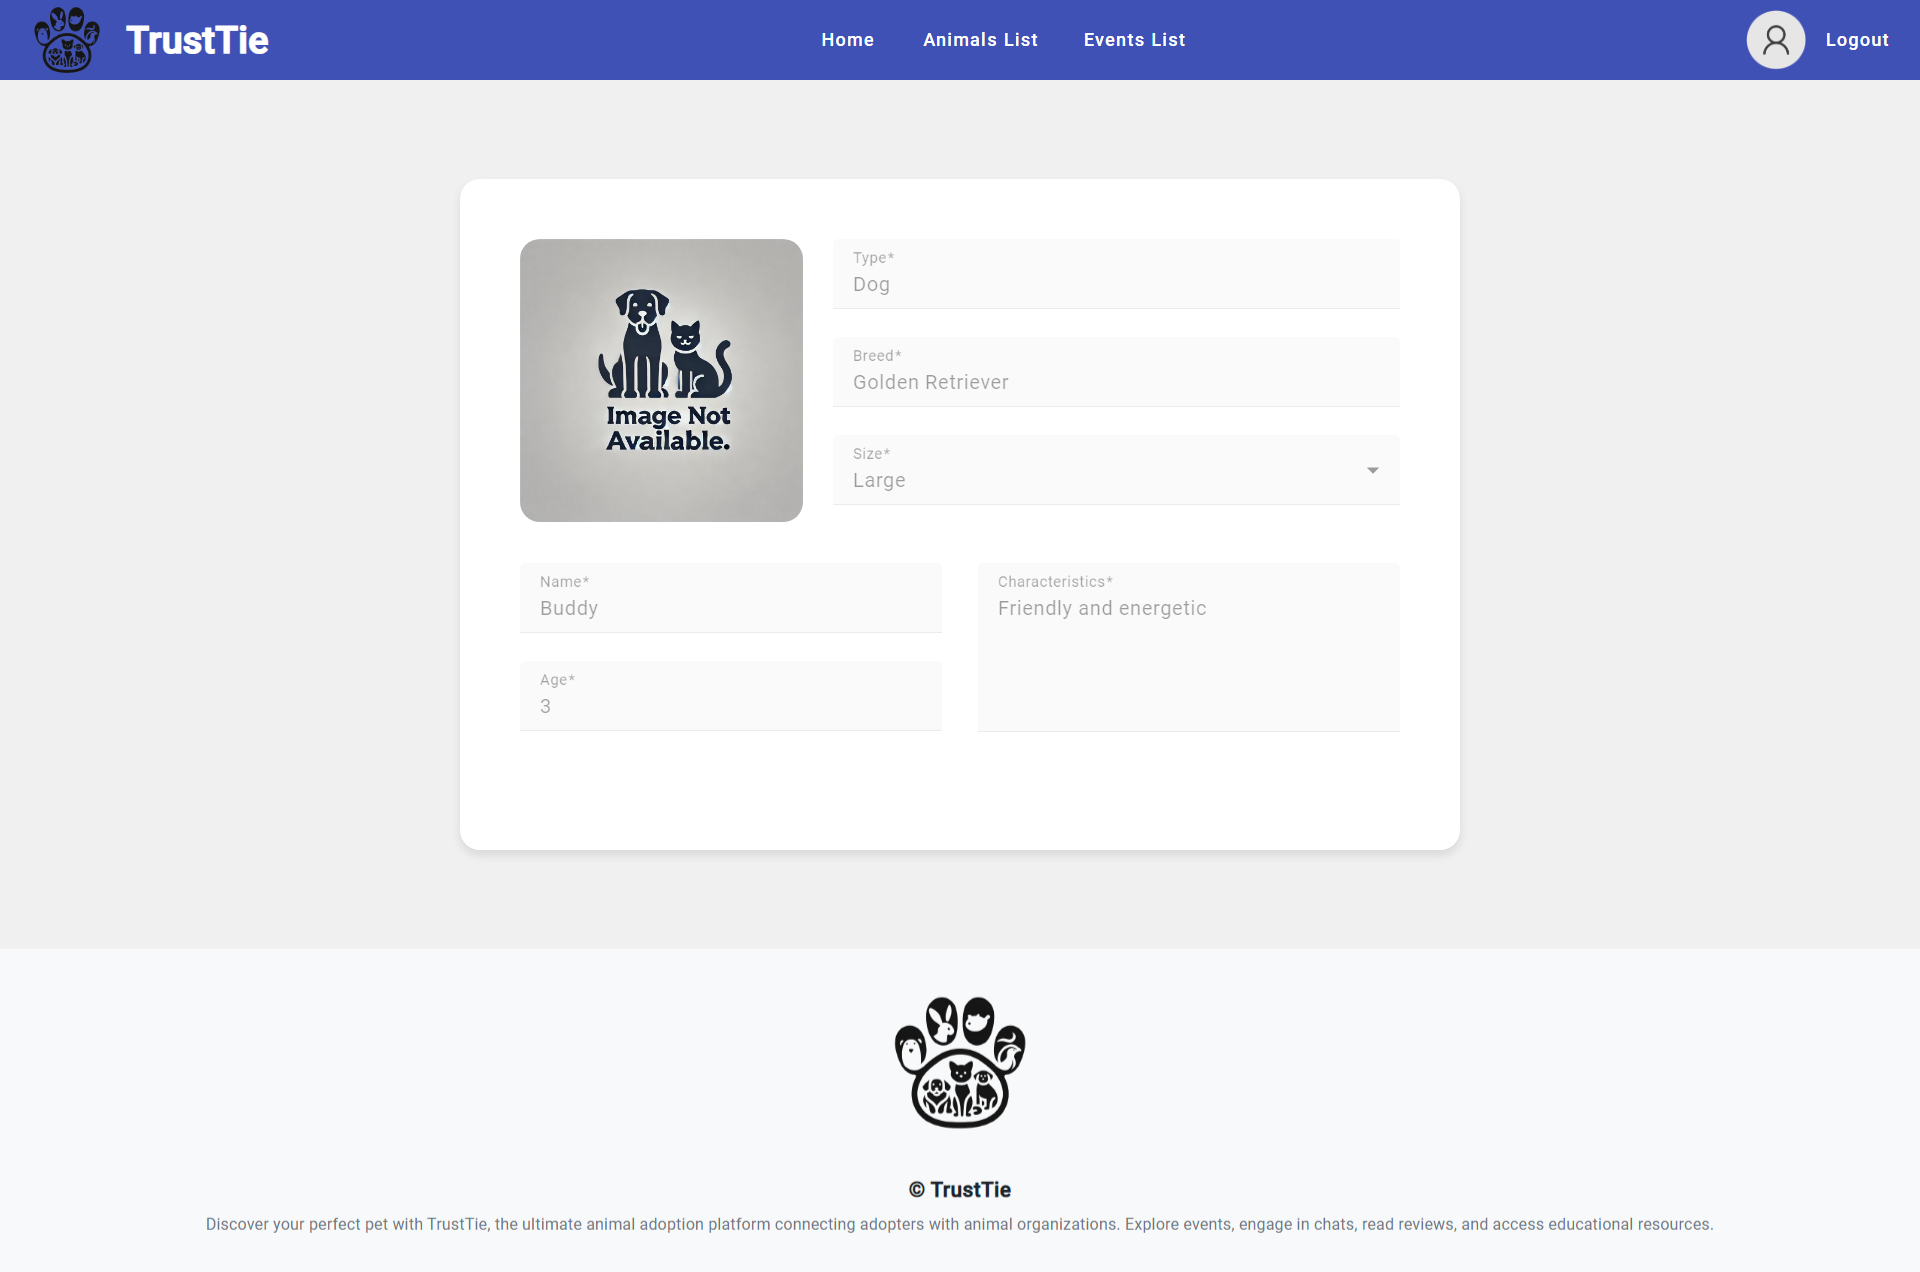 TrustTie
Home
Animals List
Events List
Logout
Image Not
Available.
Type*
Dog
Breed*
Golden Retriever
Size*
Large
Name*
Buddy
Age*
3
Characteristics*
Friendly and energetic
© TrustTie
Discover your perfect pet with TrustTie, the ultimate animal adoption platform connecting adopters with animal organizations. Explore events, engage in chats, read reviews, and access educational resources.